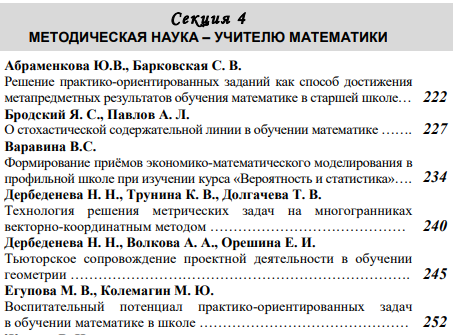 Секция 4
МЕТОДИЧЕСКАЯ НАУКА – УЧИТЕЛЮ МАТЕМАТИКИ
Абраменкова Ю.В., Барковская С. В.
Решение практико-ориентированных заданий как способ достижения
метапредметных результатов обучения математике в старшей школе… 222
Бродский Я. С., Павлов А. Л.
О стохастической содержательной линии в обучении математике ……. 227
Варавина В.С.
Формирование приёмов экономико-математического моделирования в
профильной школе при изучении курса «Вероятность и статистика»…. 234
Дербеденева Н. Н., Трунина К. В., Долгачева Т. В.
Технология решения метрических задач на многогранниках
векторно-координатным методом …………………………………… 240
Дербеденева Н. Н., Волкова А. А., Орешина Е. И.
Тьюторское сопровождение проектной деятельности в обучении
геометрии ……………………………………………………………….. 245
Егупова М. В., Колемагин М. Ю.
Воспитательный потенциал практико-ориентированных задач
в обучении математике в школе ……………………………………… 252